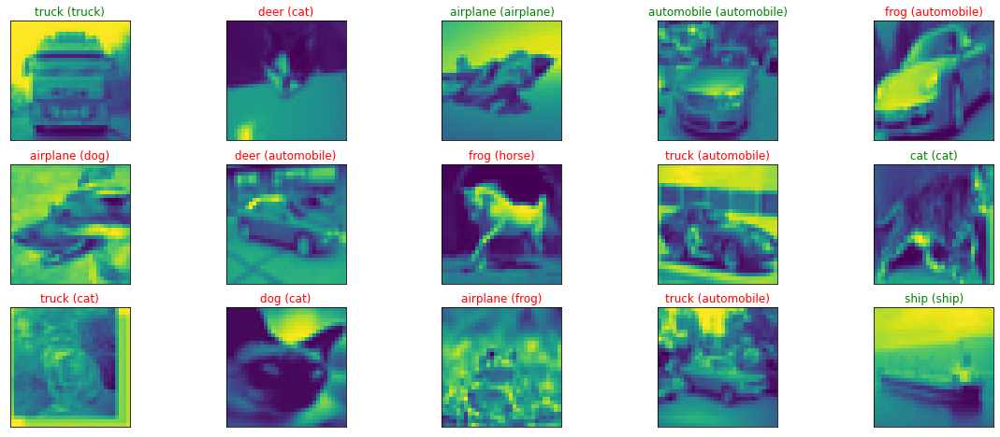 truck (truck)
deer (cat)
airplane (airplane)
automobile (automobile)
frog (automobile)
airplane (dog)
deer (automobile)
frog (horse)
truck (automobile)
cat (cat)
truck (cat)
dog (cat)
airplane (frog)
truck (automobile)
ship (ship)